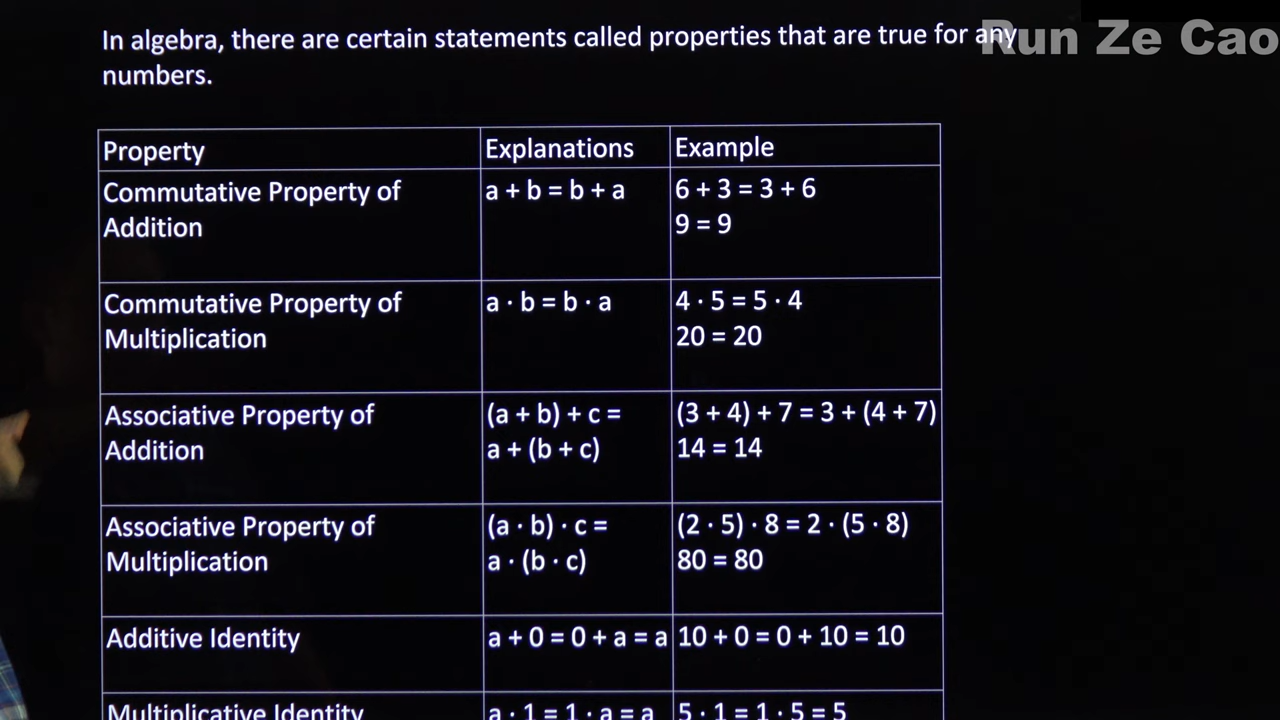 In algebra, there are certain statements called properties that are true for any
numbers.
Run Ze Cao
Property Explanations Example
Commutative Property of a + b = b + a 6 + 3 = 3 + 6
Addition 9 = 9
Commutative Property of a · b = b · a 4 · 5 = 5 · 4
Multiplication 20 = 20
Associative Property of (a + b) + c = (3 + 4) + 7 = 3 + (4 + 7)
Addition a + (b + c) 14 = 14
Associative Property of (a · b) · c = (2 · 5) · 8 = 2 · (5 · 8)
Multiplication a · (b · c) 80 = 80
Additive Identity a + 0 = 0 + a = a 10 + 0 = 0 + 10 = 10
Multiplicative Identity a · 1 = 1 · a = a 5 · 1 = 1 · 5 = 5